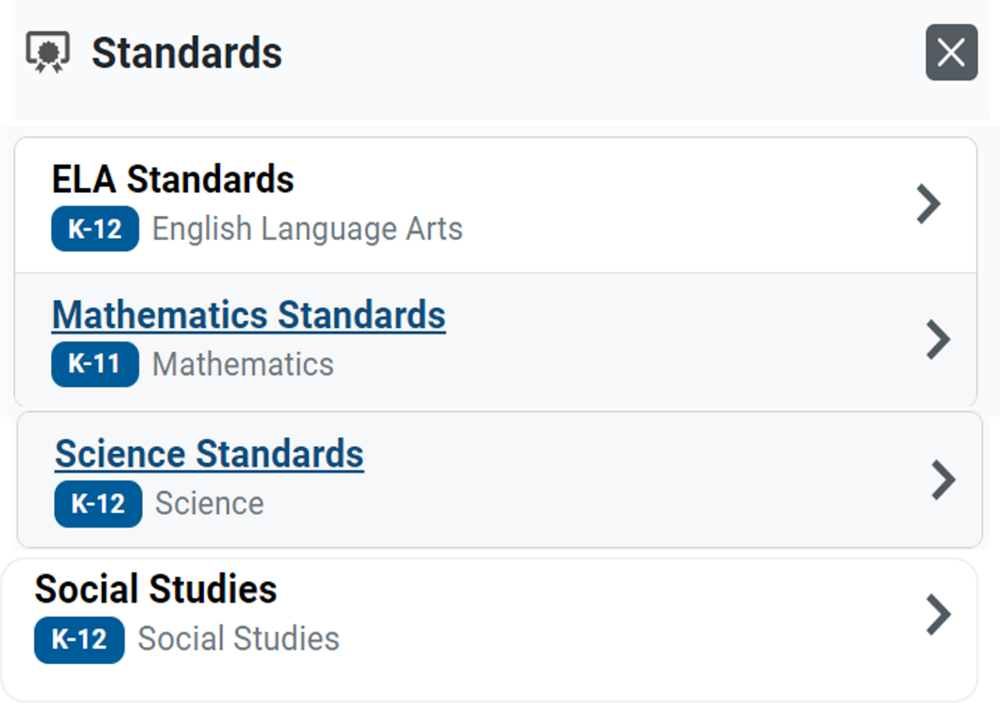 Standards
ELA Standards
K-12 English Language Arts
Mathematics Standards
K-11 Mathematics
Science Standards
K-12 Science
Social Studies
K-12 Social Studies